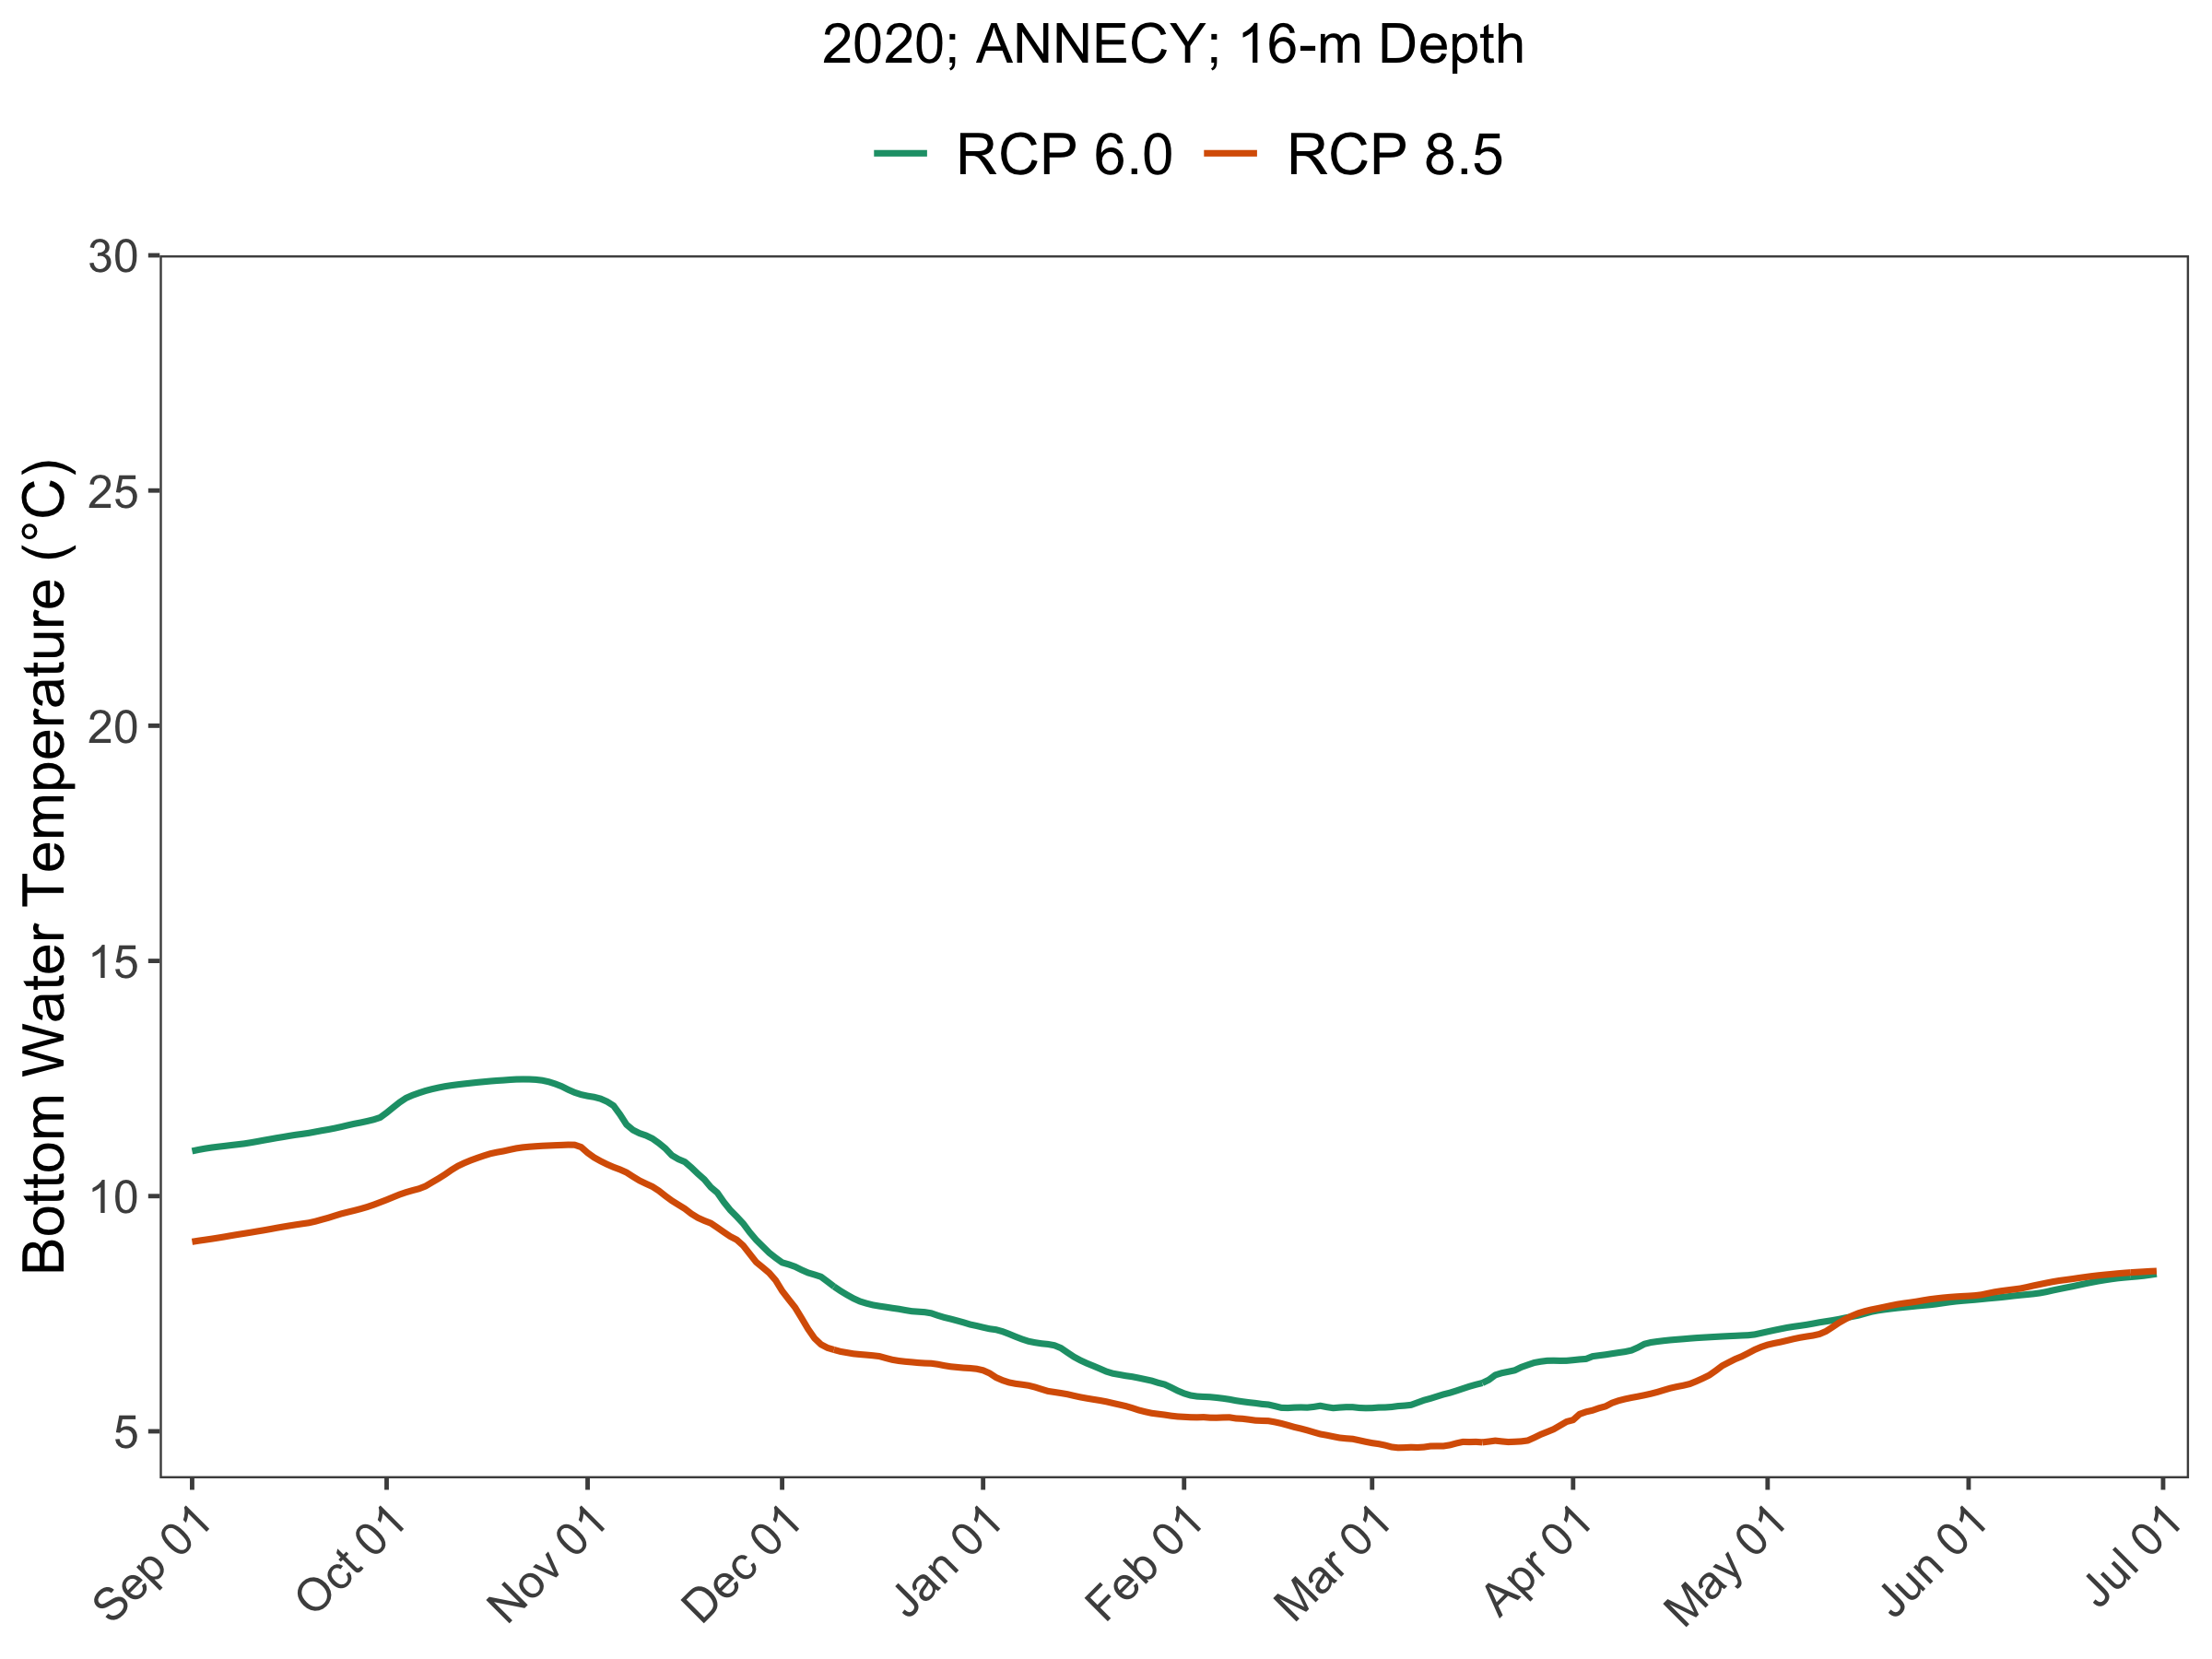 2020; ANNECY; 16-m Depth
RCP 6.0 RCP 8.5
Bottom Water Temperature (°C)
30
25
20
15
10
5
Sep 01 Oct 01 Nov 01 Dec 01 Jan 01 Feb 01 Mar 01 Apr 01 May 01 Jun 01 Jul 01